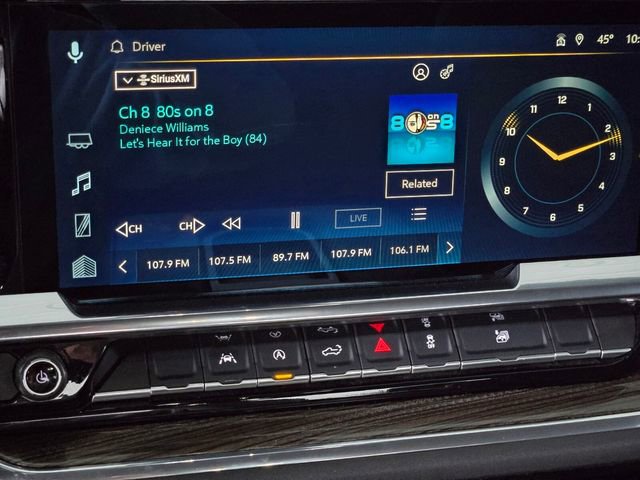 Driver
45°
10:
SiriusXM
Ch 8 80s on 8
Deniece Williams
Let's Hear It for the Boy (84)
8 80s on 8
Related
CH
CH
LIVE
107.9 FM
107.5 FM
89.7 FM
107.9 FM
106.1 FM
12
1
2
3
4
5
6
7
8
9
10
11
A